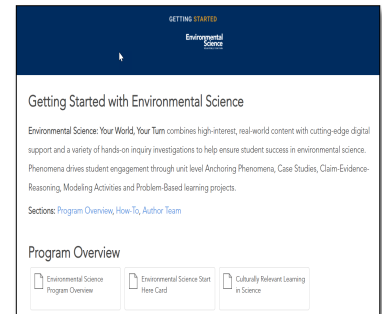 GETTING STARTED
Environmental
Science
Getting Started with Environmental Science
Environmental Science: Your World, Your Turn combines high-interest, real-world content with cutting-edge digital
support and a variety of hands-on inquiry investigations to help ensure student success in environmental science.
Phenomena drives student engagement through unit level Anchoring Phenomena, Case Studies, Claim-Evidence-
Reasoning, Modeling Activities and Problem-Based learning projects.
Sections: Program Overview, How-To, Author Team
Program Overview
Environmental Science
Program Overview
Environmental Science Start
Here Card
Culturally Relevant Learning
in Science